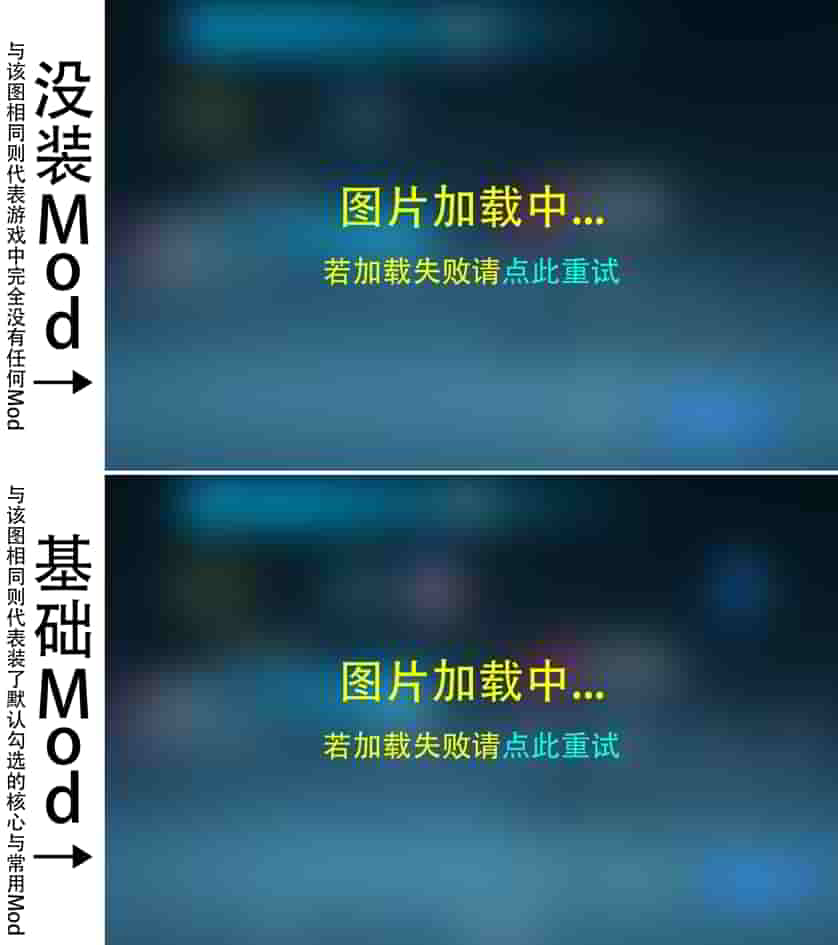 没装Mod→
与该图相同则代表游戏中完全没有任何Mod
图片加载中...
若加载失败请点此重试
基础Mod→
与该图相同则代表装了默认勾选的核心与常用Mod
图片加载中...
若加载失败请点此重试